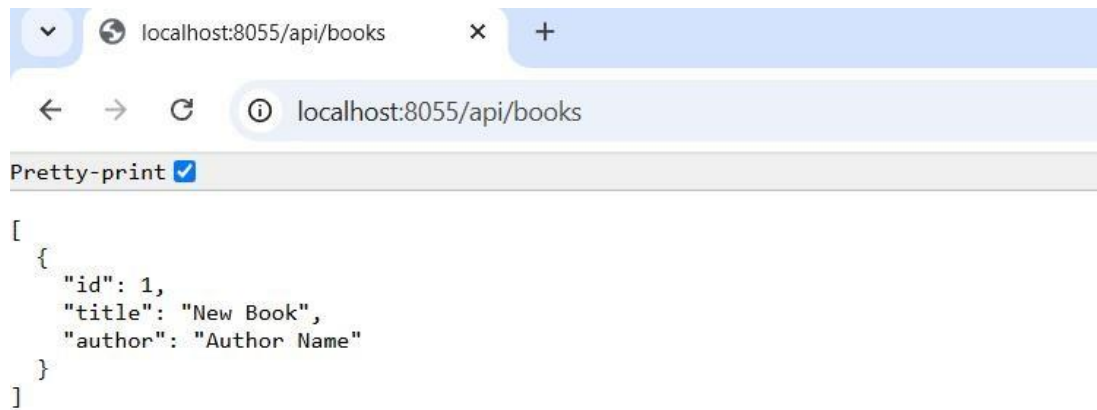 localhost:8055/api/books
localhost:8055/api/books
Pretty-print
[
  {
    "id": 1,
    "title": "New Book",
    "author": "Author Name"
  }
]